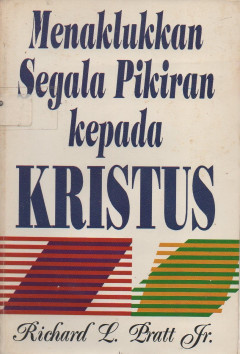 Menaklukkan
Segala Pikiran
kepada
KRISTUS
Richard L. Pratt Jr.